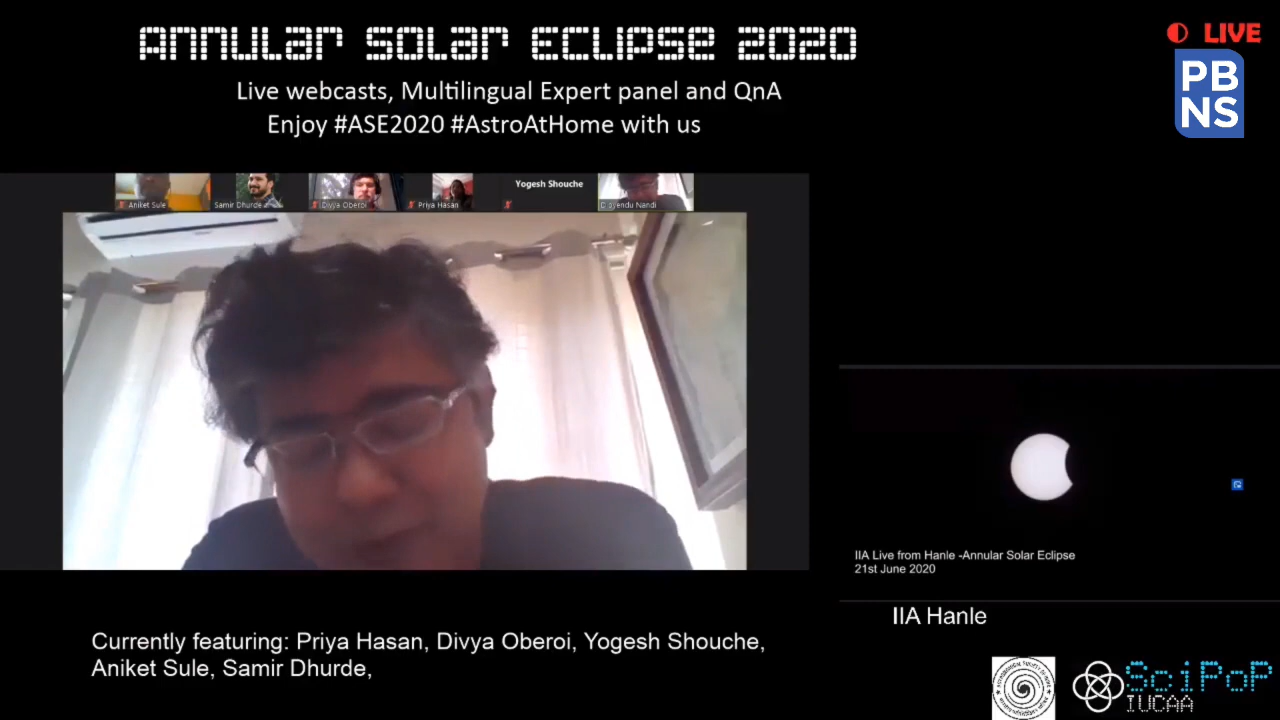 ANNULAR SOLAR ECLIPSE 2020
LIVE
PB
NS
Live webcasts, Multilingual Expert panel and QnA
Enjoy #ASE2020 #AstroAtHome with us
Yogesh Shouche
Aniket Sule
Samir Dhurde
Divya Oberoi
Priya Hasan
Dibyendu Nandi
IIA Live from Hanle -Annular Solar Eclipse
21st June 2020
IIA Hanle
Currently featuring: Priya Hasan, Divya Oberoi, Yogesh Shouche,
Aniket Sule, Samir Dhurde,
SciPoP
IUCAA